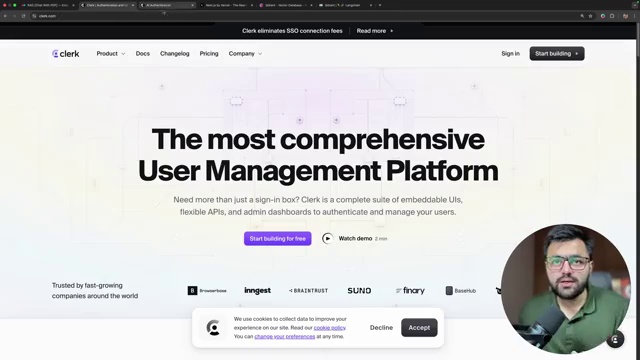 clerk.com
Clerk eliminates SSO connection fees
Read more
clerk
Product
Docs
Changelog
Pricing
Company
Sign in
Start building
The most comprehensive
User Management Platform
Need more than just a sign-in box? Clerk is a complete suite of embeddable UIs,
flexible APIs, and admin dashboards to authenticate and manage your users.
Start building for free
Watch demo 2 min
Trusted by fast-growing
companies around the world
Browserbase
inngest
BRAINTRUST
SUNO
finary
BaseHub
We use cookies to collect data to improve your
experience on our site. Read our cookie policy.
You can change your preferences at any time.
Decline
Accept